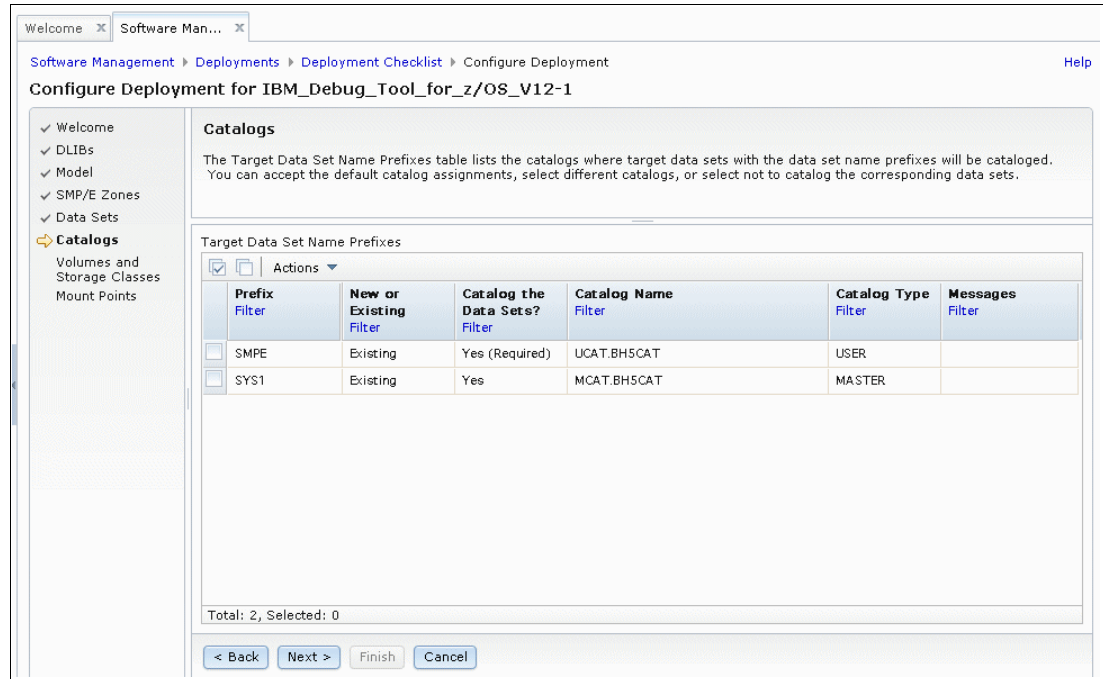 Welcome X Software Man... X
Software Management Deployments Deployment Checklist Configure Deployment Help
Configure Deployment for IBM_Debug_Tool_for_z/OS_V12-1
Welcome
DLIBs
Model
SMP/E Zones
Data Sets
Catalogs
Volumes and
Storage Classes
Mount Points
Catalogs
The Target Data Set Name Prefixes table lists the catalogs where target data sets with the data set name prefixes will be cataloged.
You can accept the default catalog assignments, select different catalogs, or select not to catalog the corresponding data sets.
Target Data Set Name Prefixes
Actions
Prefix
Filter
New or
Existing
Filter
Catalog the
Data Sets?
Filter
Catalog Name
Filter
Catalog Type
Filter
Messages
Filter
SMPE Existing Yes (Required) UCAT.BH5CAT USER
SYS1 Existing Yes MCAT.BH5CAT MASTER
Total: 2, Selected: 0
< Back Next > Finish Cancel